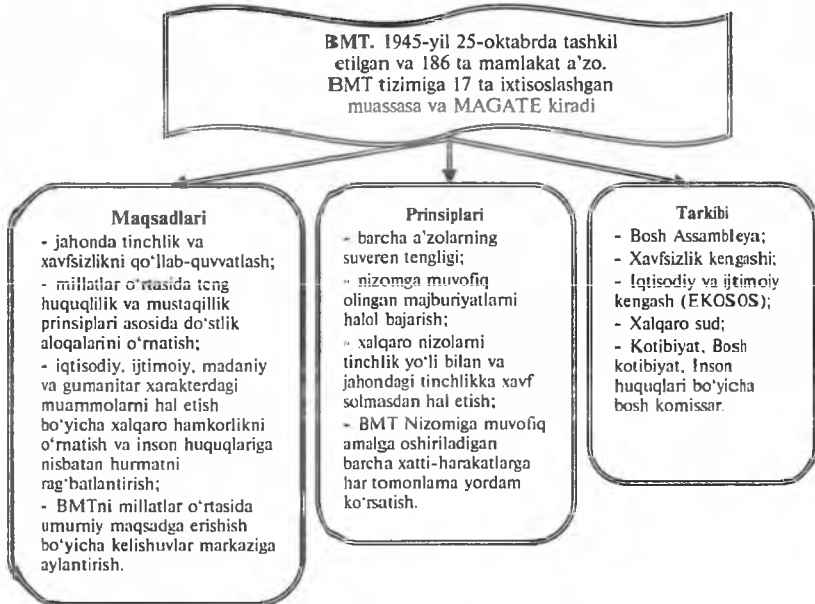 BMT. 1945-yil 25-oktabrda tashkil
etilgan va 186 ta mamlakat a'zo.
BMT tizimiga 17 ta ixtisoslashgan
muassasa va MAGATE kiradi
Maqsadlari
- jahonda tinchlik va
xavfsizlikni qo‘llab-quvvatlash;
- millatlar o‘rtasida teng
huquqlilik va mustaqillik
prinsiplari asosida do‘stlik
aloqalarini o‘rnatish;
- iqtisodiy, ijtimoiy, madaniy
va gumanitar xarakterdagi
muammolarni hal etish
bo‘yicha xalqaro hamkorlikni
o‘rnatish va inson huquqlariga
nisbatan hurmatni
rag‘batlantirish;
- BMTni millatlar o‘rtasida
umumiy maqsadga erishish
bo‘yicha kelishuvlar markaziga
aylantirish.
Prinsiplari
- barcha a'zolarning
suveren tengligi;
- nizomga muvofiq
olingan majburiyatlarni
halol bajarish;
- xalqaro nizolarni
tinchlik yo‘li bilan va
jahondagi tinchlikka xavf
solmasdan hal etish;
- BMT Nizomiga muvofiq
amalga oshiriladigan
barcha xatti-harakatlarga
har tomonlama yordam
ko‘rsatish.
Tarkibi
- Bosh Assambleya;
- Xavfsizlik kengashi;
- Iqtisodiy va ijtimoiy
kengash (EKOSOS);
- Xalqaro sud;
- Kotibiyat, Bosh
kotibiyat, Inson
huquqlari bo‘yicha
bosh komissar.